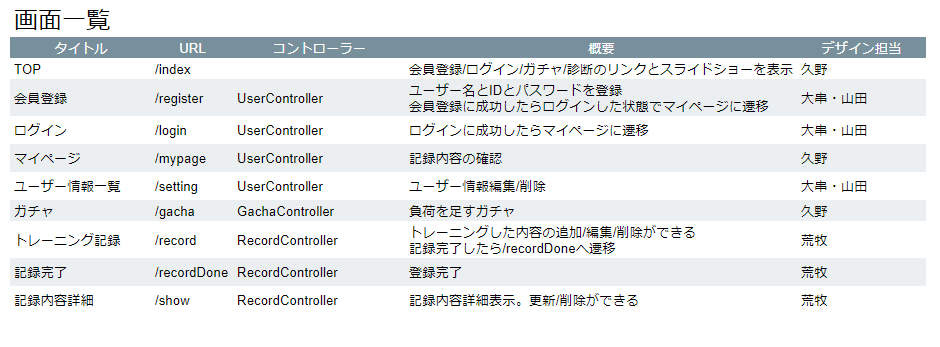 画面一覧
タイトル URL コントローラー 概要 デザイン担当
TOP /index 会員登録/ログイン/ガチャ/診断のリンクとスライドショーを表示 久野
会員登録 /register UserController ユーザー名とIDとパスワードを登録 大串・山田
会員登録に成功したらログインした状態でマイページに遷移
ログイン /login UserController ログインに成功したらマイページに遷移 大串・山田
マイページ /mypage UserController 記録内容の確認 久野
ユーザー情報一覧 /setting UserController ユーザー情報編集/削除 大串・山田
ガチャ /gacha GachaController 負荷を足すガチャ 久野
トレーニング記録 /record RecordController トレーニングした内容の追加/編集/削除ができる 荒牧
記録完了したら/recordDoneへ遷移
記録完了 /recordDone RecordController 登録完了 荒牧
記録内容詳細 /show RecordController 記録内容詳細表示。更新/削除ができる 荒牧